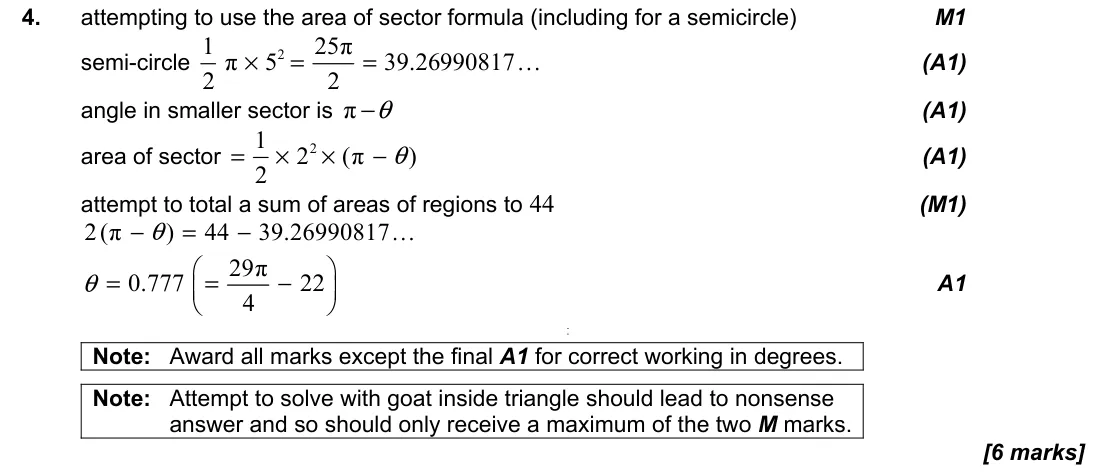 4. attempting to use the area of sector formula (including for a semicircle) M1
semi-circle 1/2 π × 5² = 25π/2 = 39.26990817… (A1)
angle in smaller sector is π − θ (A1)
area of sector = 1/2 × 2² × (π − θ) (A1)
attempt to total a sum of areas of regions to 44 (M1)
2(π − θ) = 44 − 39.26990817…
θ = 0.777 (= 29π/4 − 22) A1
Note: Award all marks except the final A1 for correct working in degrees.
Note: Attempt to solve with goat inside triangle should lead to nonsense
answer and so should only receive a maximum of the two M marks.
[6 marks]